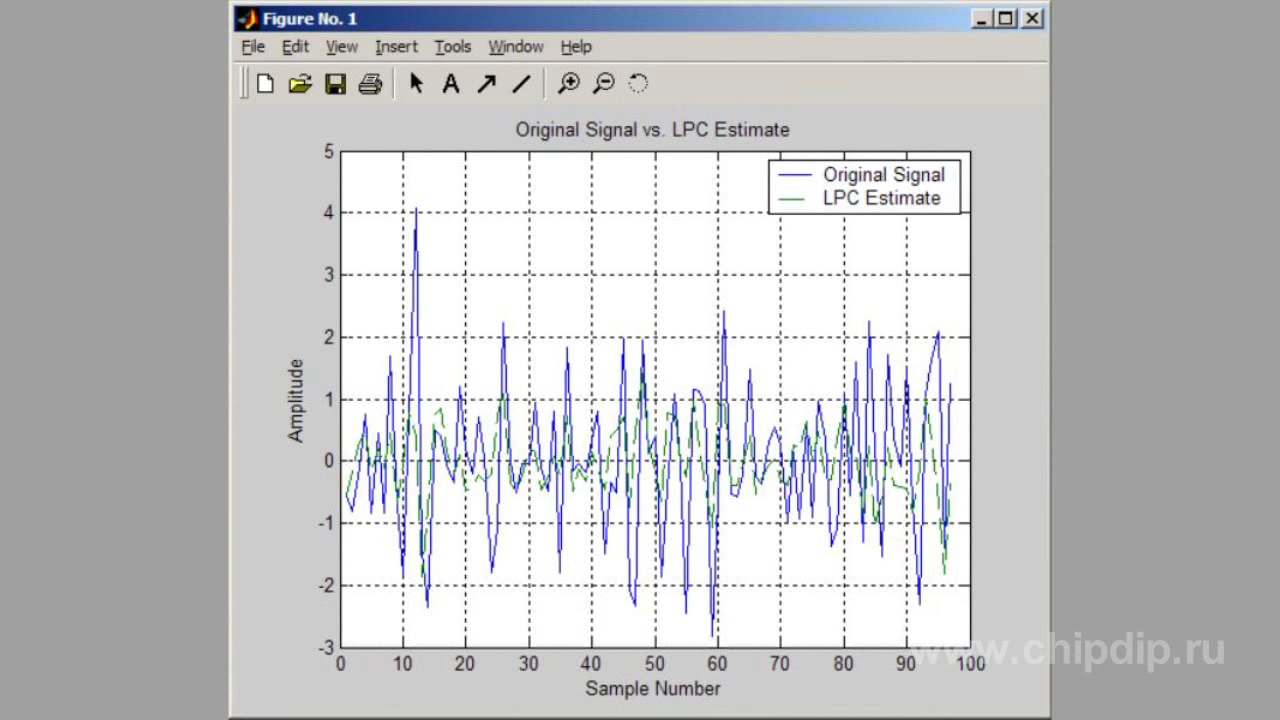 Figure No. 1
File Edit View Insert Tools Window Help
A
Original Signal vs. LPC Estimate
Original Signal
LPC Estimate
5
4
3
2
1
0
-1
-2
-3
Amplitude
0 10 20 30 40 50 60 70 80 90 100
Sample Number
www.chipdip.ru